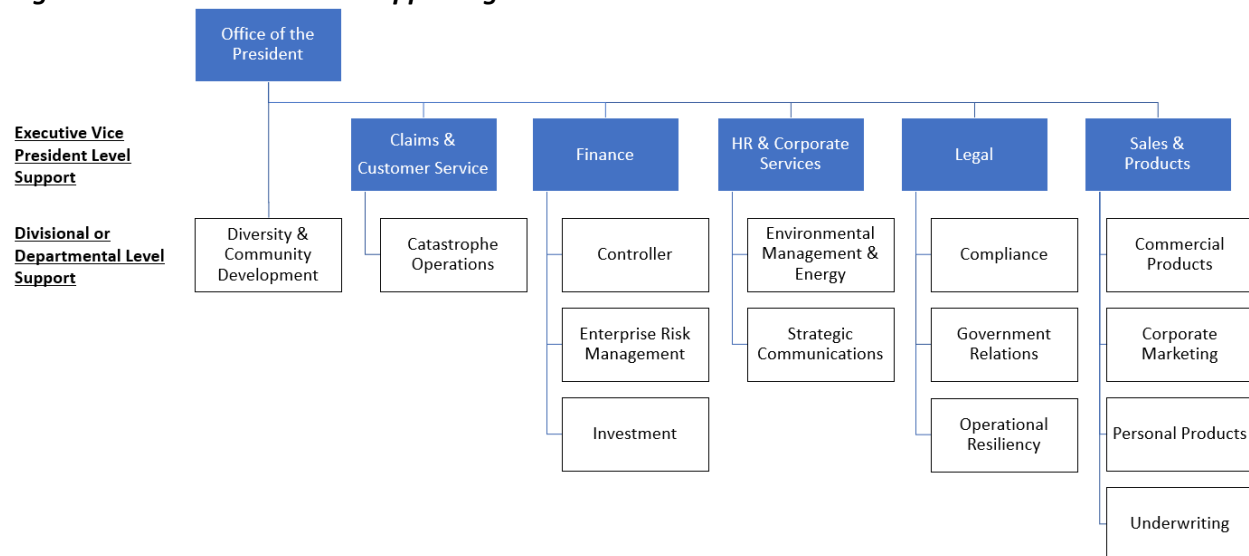 Office of the
President
Executive Vice
President Level
Support
Claims &
Customer Service
Finance
HR & Corporate
Services
Legal
Sales &
Products
Divisional or
Departmental Level
Support
Diversity &
Community
Development
Catastrophe
Operations
Controller
Environmental
Management &
Energy
Compliance
Commercial
Products
Enterprise Risk
Management
Strategic
Communications
Government
Relations
Corporate
Marketing
Investment
Operational
Resiliency
Personal Products
Underwriting